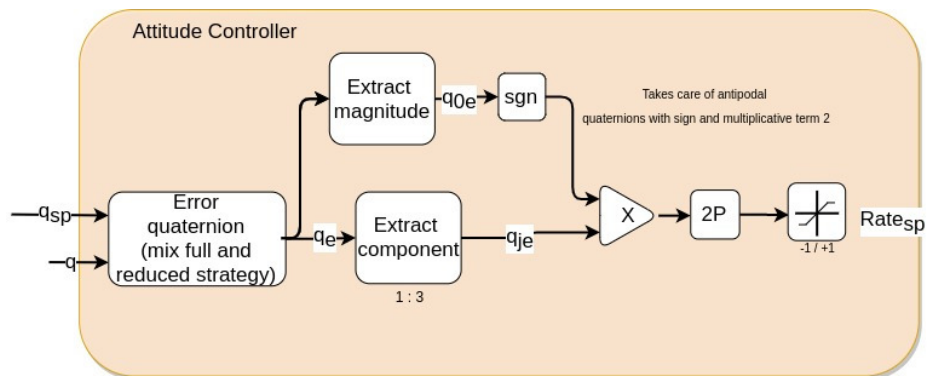 Attitude Controller
Extract
magnitude
q0e
sgn
Takes care of antipodal
quaternions with sign and multiplicative term 2
qsp
q
Error
quaternion
(mix full and
reduced strategy)
qe
Extract
component
1 : 3
qje
X
2P
-1 / +1
Ratesp